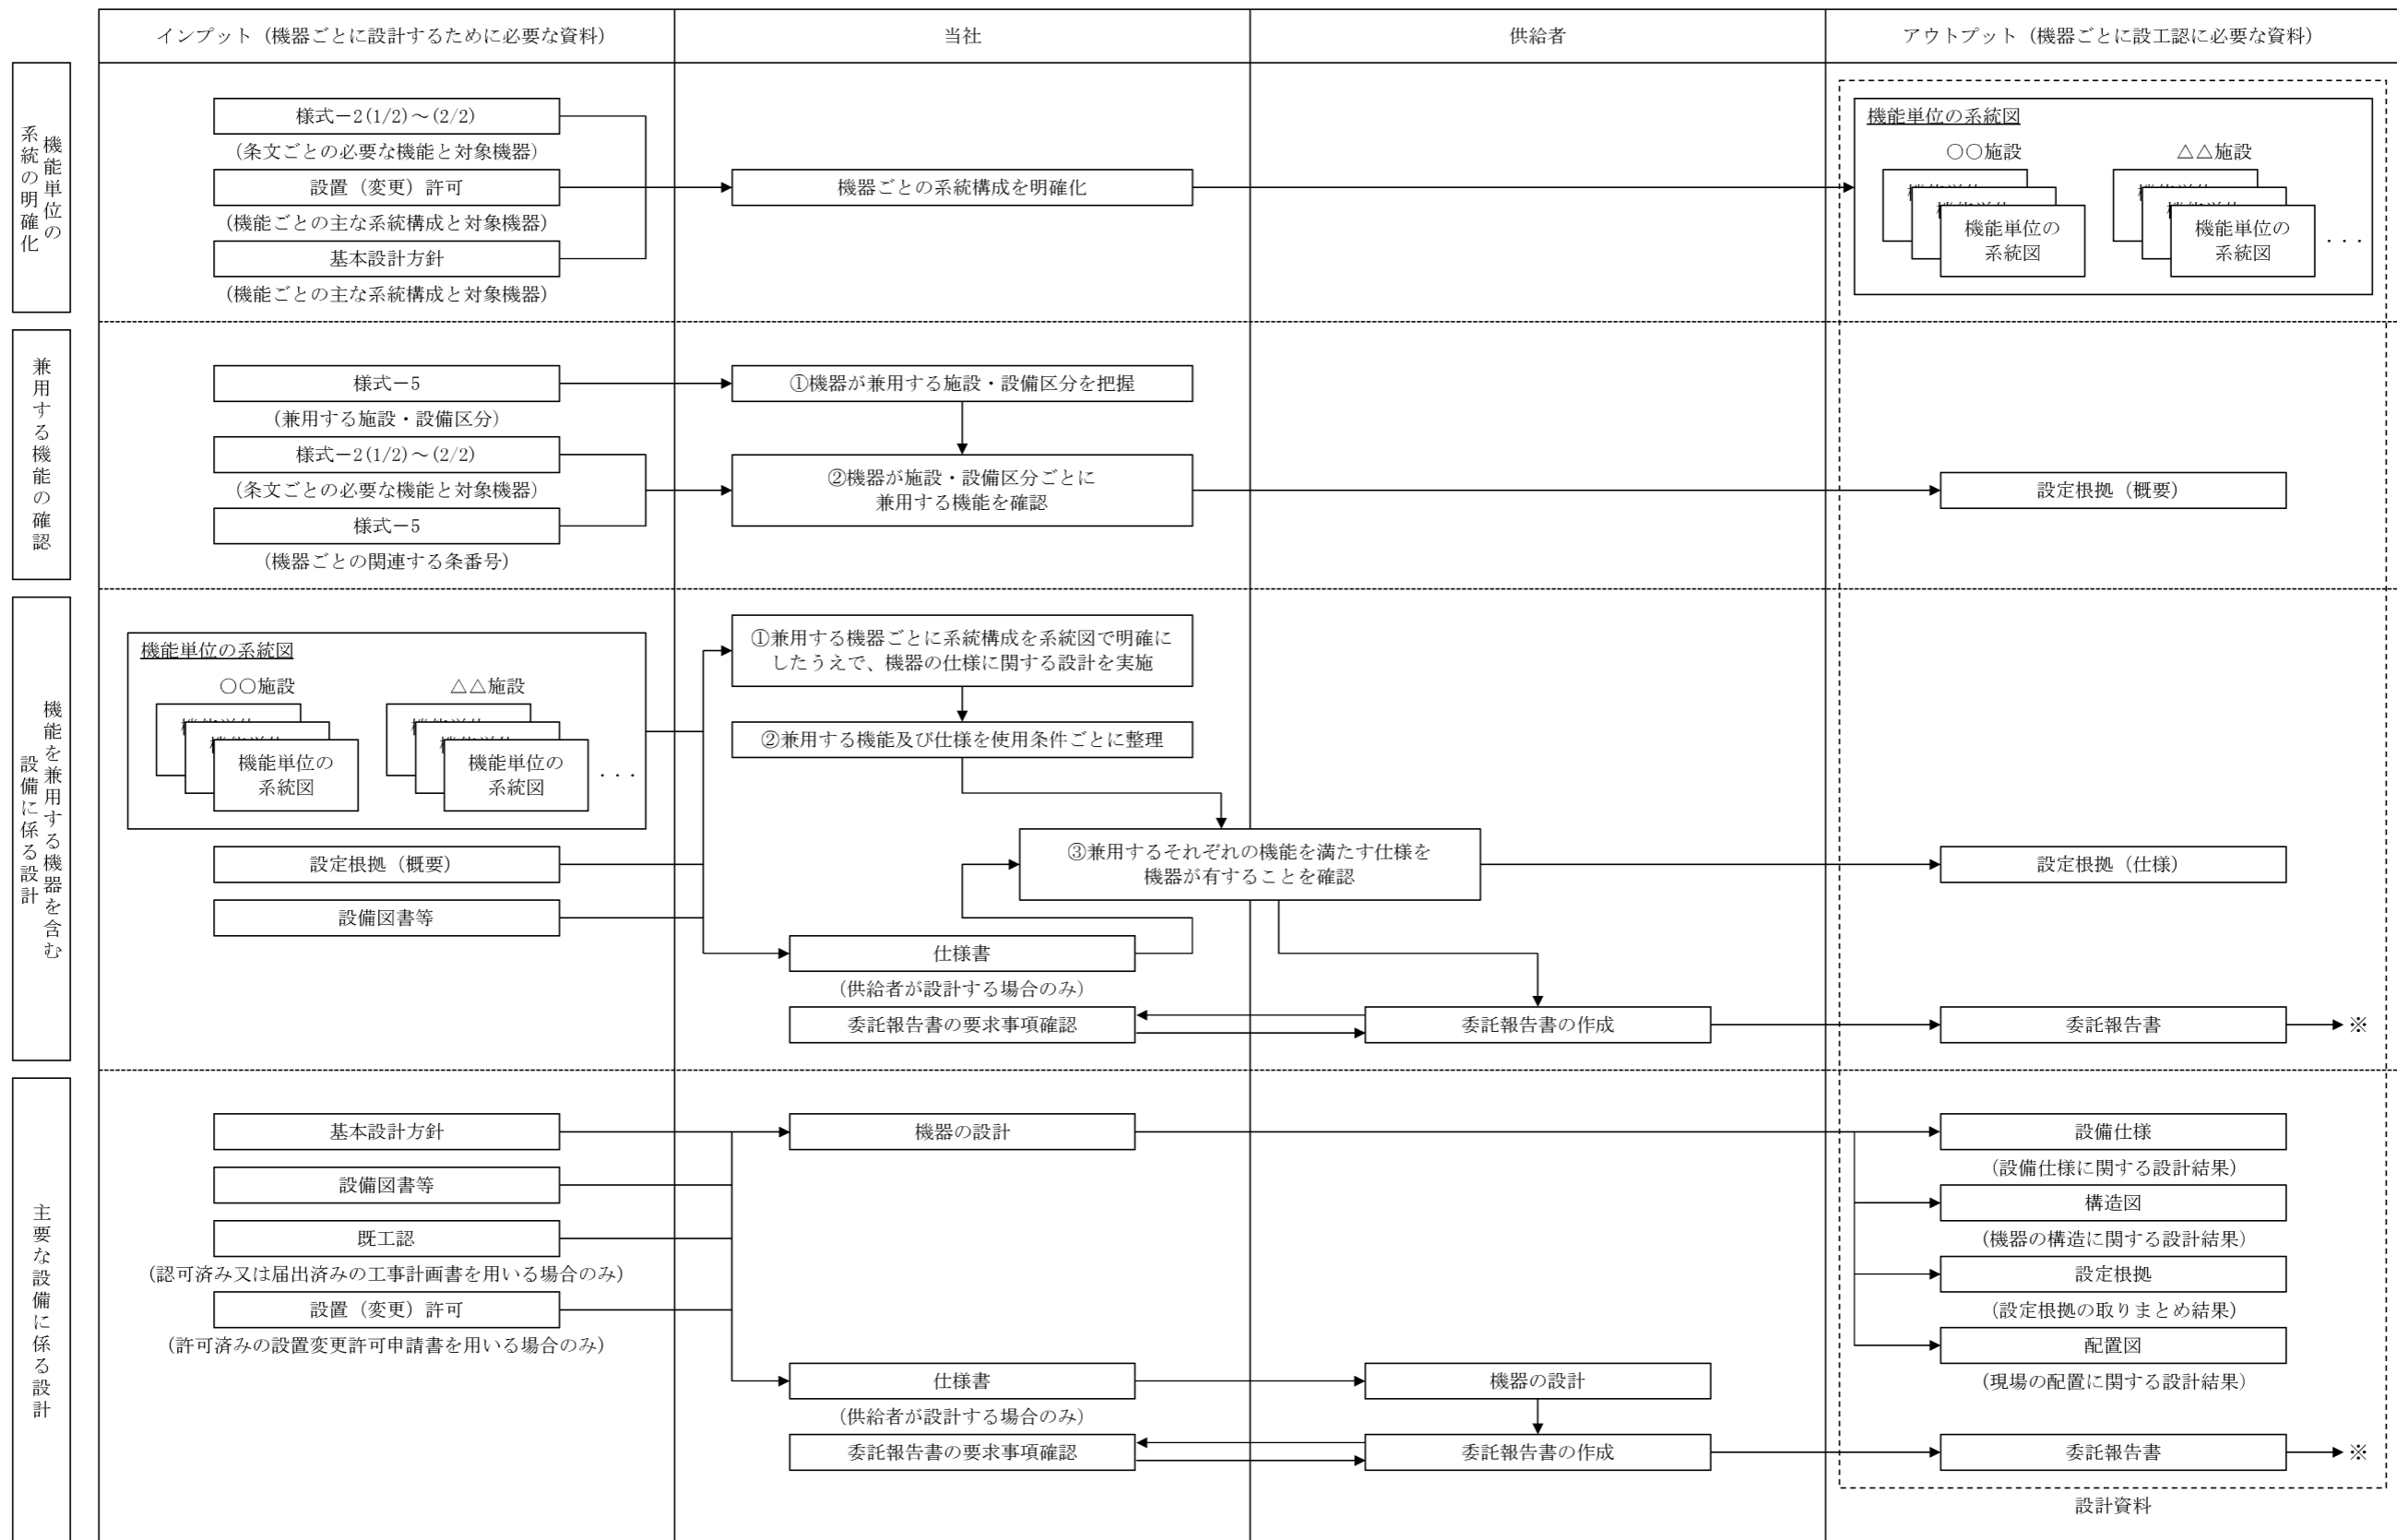 インプット（機器ごとに設計するために必要な資料）
当社
供給者
アウトプット（機器ごとに設工認に必要な資料）
機能単位の
系統の明確化
様式－2(1/2)～(2/2)
（条文ごとの必要な機能と対象機器）
設置（変更）許可
（機能ごとの主な系統構成と対象機器）
基本設計方針
（機能ごとの主な系統構成と対象機器）
機器ごとの系統構成を明確化
機能単位の系統図
〇〇施設
△△施設
機能単位の
系統図
機能単位の
系統図
・・・
兼用する機能の確認
様式－5
（兼用する施設・設備区分）
様式－2(1/2)～(2/2)
（条文ごとの必要な機能と対象機器）
様式－5
（機器ごとの関連する条番号）
①機器が兼用する施設・設備区分を把握
②機器が施設・設備区分ごとに
兼用する機能を確認
設定根拠（概要）
機能を兼用する機器を含む
設備に係る設計
機能単位の系統図
〇〇施設
△△施設
機能単位の
系統図
機能単位の
系統図
・・・
設定根拠（概要）
設備図書等
①兼用する機器ごとに系統構成を系統図で明確に
したうえで、機器の仕様に関する設計を実施
②兼用する機能及び仕様を使用条件ごとに整理
③兼用するそれぞれの機能を満たす仕様を
機器が有することを確認
仕様書
（供給者が設計する場合のみ）
委託報告書の要求事項確認
委託報告書の作成
設定根拠（仕様）
委託報告書
※
主要な設備に係る設計
基本設計方針
設備図書等
既工認
（認可済み又は届出済みの工事計画書を用いる場合のみ）
設置（変更）許可
（許可済みの設置変更許可申請書を用いる場合のみ）
機器の設計
仕様書
（供給者が設計する場合のみ）
委託報告書の要求事項確認
機器の設計
委託報告書の作成
設備仕様
（設備仕様に関する設計結果）
構造図
（機器の構造に関する設計結果）
設定根拠
（設定根拠の取りまとめ結果）
配置図
（現場の配置に関する設計結果）
委託報告書
※
設計資料